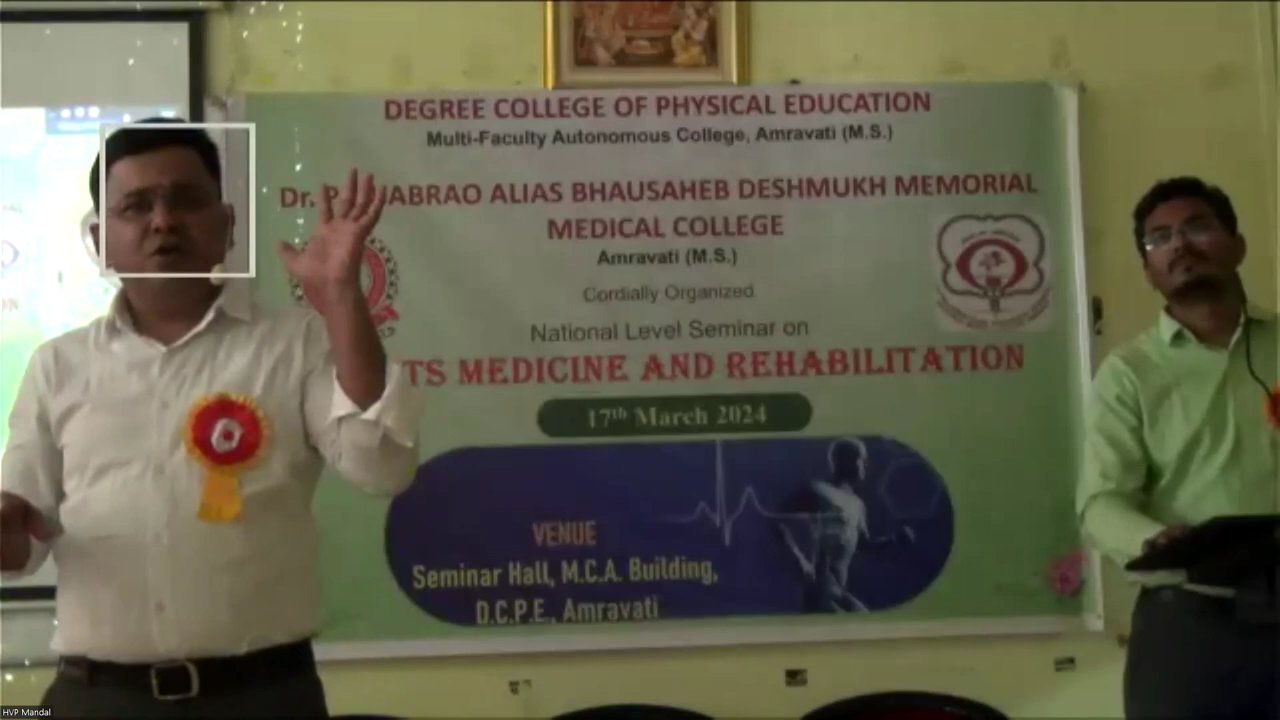 DEGREE COLLEGE OF PHYSICAL EDUCATION
Multi-Faculty Autonomous College, Amravati (M.S.)
Dr. ALIAS BHAUSAHEB DESHMUKH MEMORIAL
MEDICAL COLLEGE
Amravati (M.S.)
Cordially Organized
National Level Seminar on
TS MEDICINE AND REHABILITATION
17th March 2024
VENUE
Seminar Hall, M.C.A. Building,
D.C.P.E., Amravati
HVP Mandal